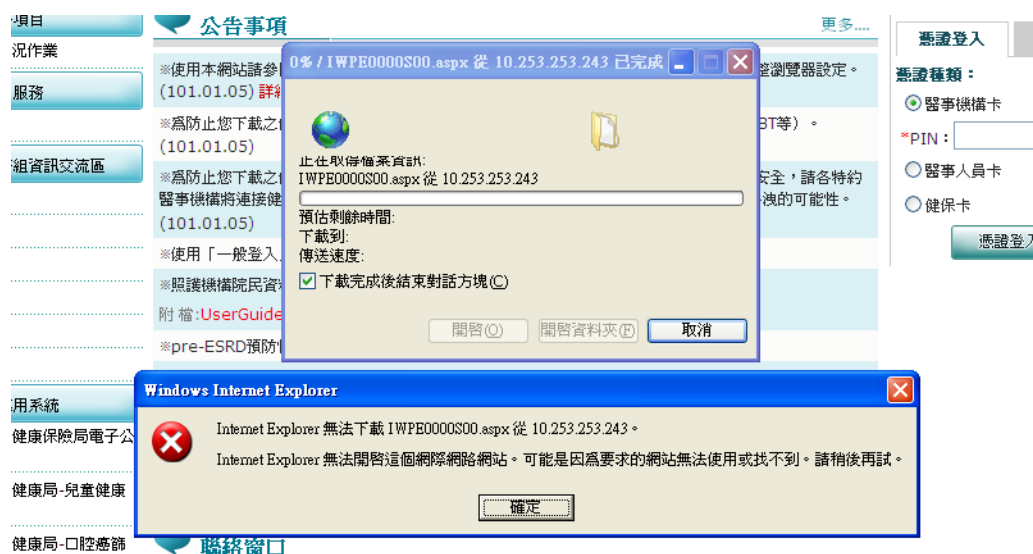 項目
況作業
服務
組資訊交流區
用系統
健康保險局電子公
健康局-兒童健康
健康局-口腔癌篩
公告事項
更多....
※使用本網站請參
整瀏覽器設定。
(101.01.05) 詳
※爲防止您下載之
BT等）。
(101.01.05)
※爲防止您下載之
安全，請各特約
醫事機構將連接健
洩的可能性。
(101.01.05)
※使用「一般登入
※照護機構院民資
附 檔:UserGuide
※pre-ESRD預防
聯絡窗口
0% / IWPE0000S00.aspx 從 10.253.253.243 已完成
正在取得檔案資訊:
IWPE0000S00.aspx 從 10.253.253.243
預估剩餘時間:
下載到:
傳送速度:
下載完成後結束對話方塊(C)
開啓(O)
開啓資料夾(F)
取消
Windows Internet Explorer
Internet Explorer 無法下載 IWPE0000S00.aspx 從 10.253.253.243。
Internet Explorer 無法開啓這個網際網路網站。可能是因爲要求的網站無法使用或找不到。請稍後再試。
確定
憑證登入
憑證種類：
醫事機構卡
*PIN：
醫事人員卡
健保卡
憑證登入